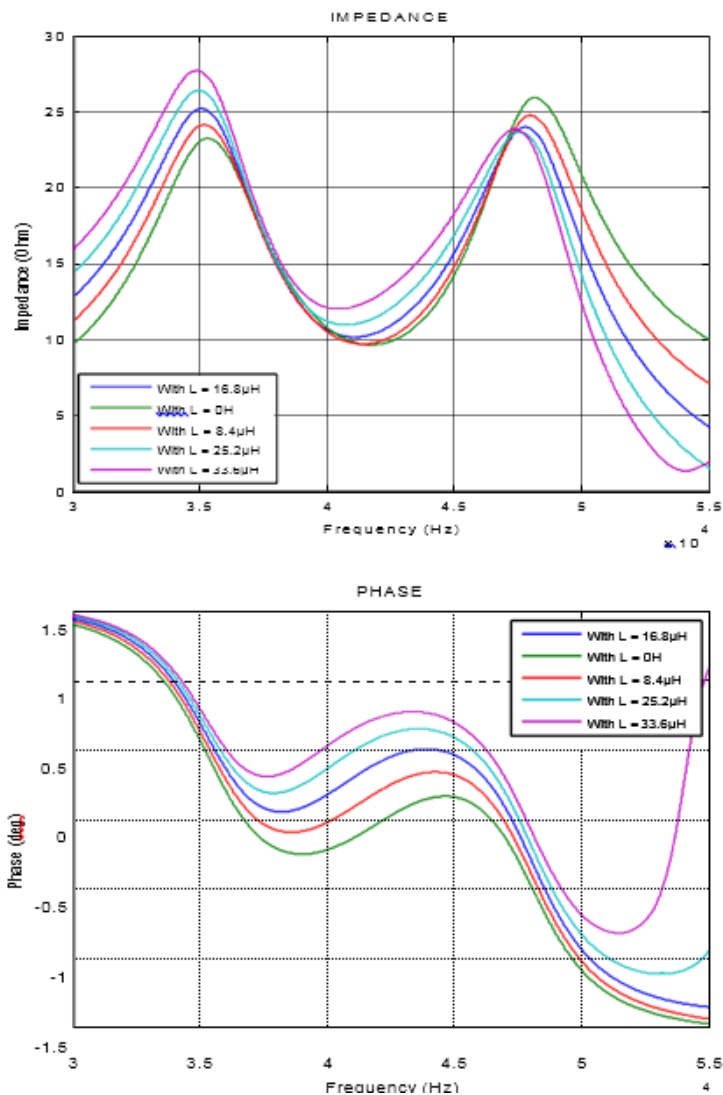 IMPEDANCE
30
25
20
15
10
5
0
Impedance (Ohm)
With L = 16.8µH
With L = 0H
With L = 8.4µH
With L = 25.2µH
With L = 33.6µH
3
3.5
4
4.5
5
5.5
Frequency (Hz)
4
x 10
PHASE
1.5
1
0.5
0
-0.5
-1
-1.5
Phase (deg)
With L = 16.8µH
With L = 0H
With L = 8.4µH
With L = 25.2µH
With L = 33.6µH
3
3.5
4
4.5
5
5.5
Frequency (Hz)
4